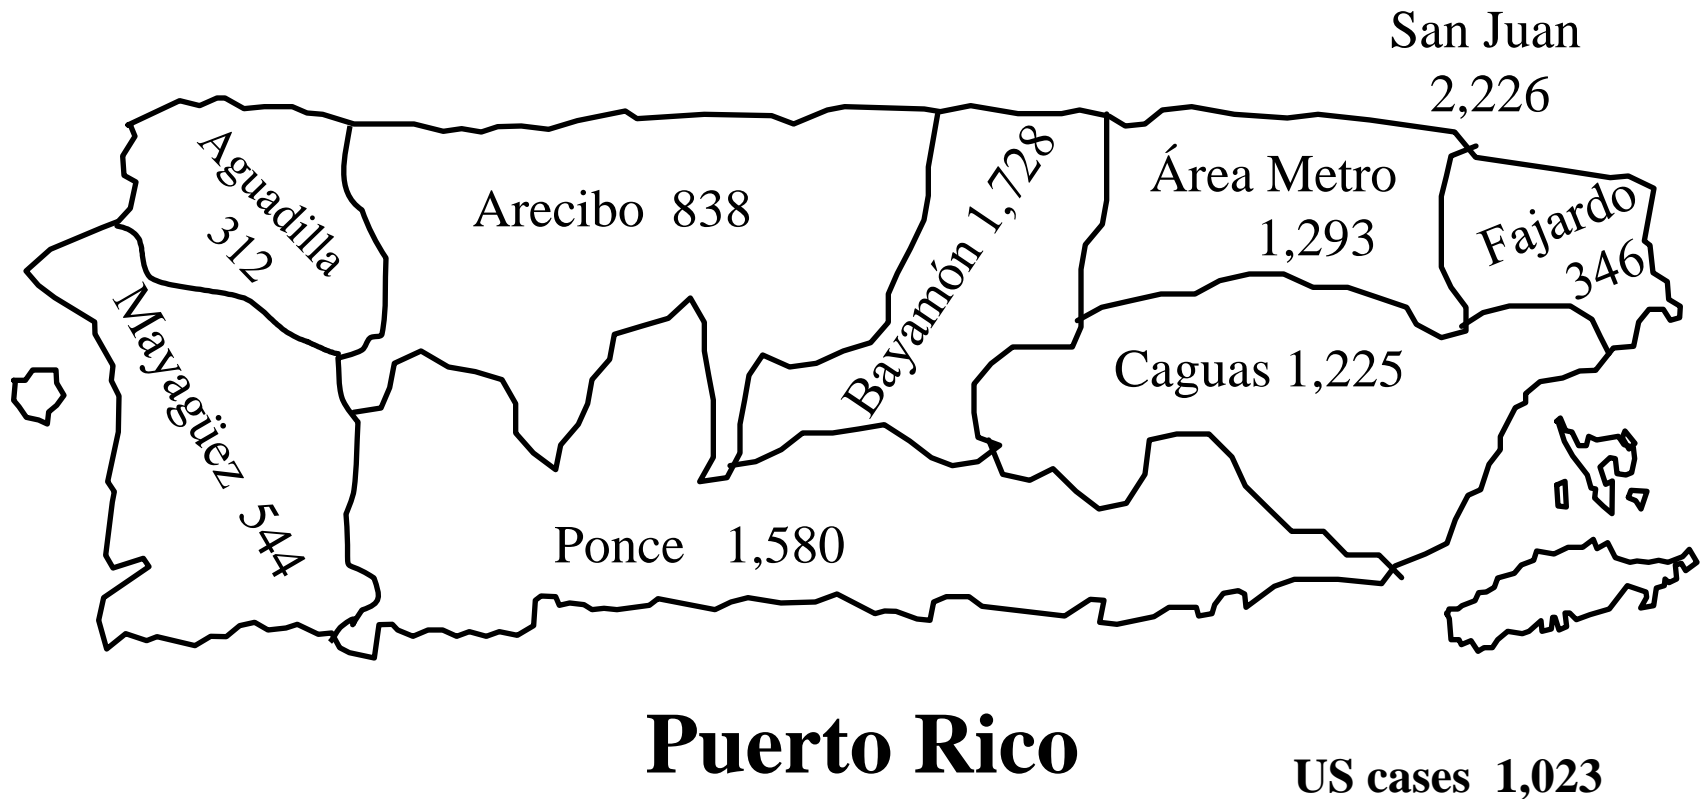 San Juan
2,226
Aguadilla
312
Arecibo 838
Bayamón 1,728
Área Metro
1,293
Fajardo
346
Mayagüez 544
Caguas 1,225
Ponce 1,580
Puerto Rico
US cases 1,023